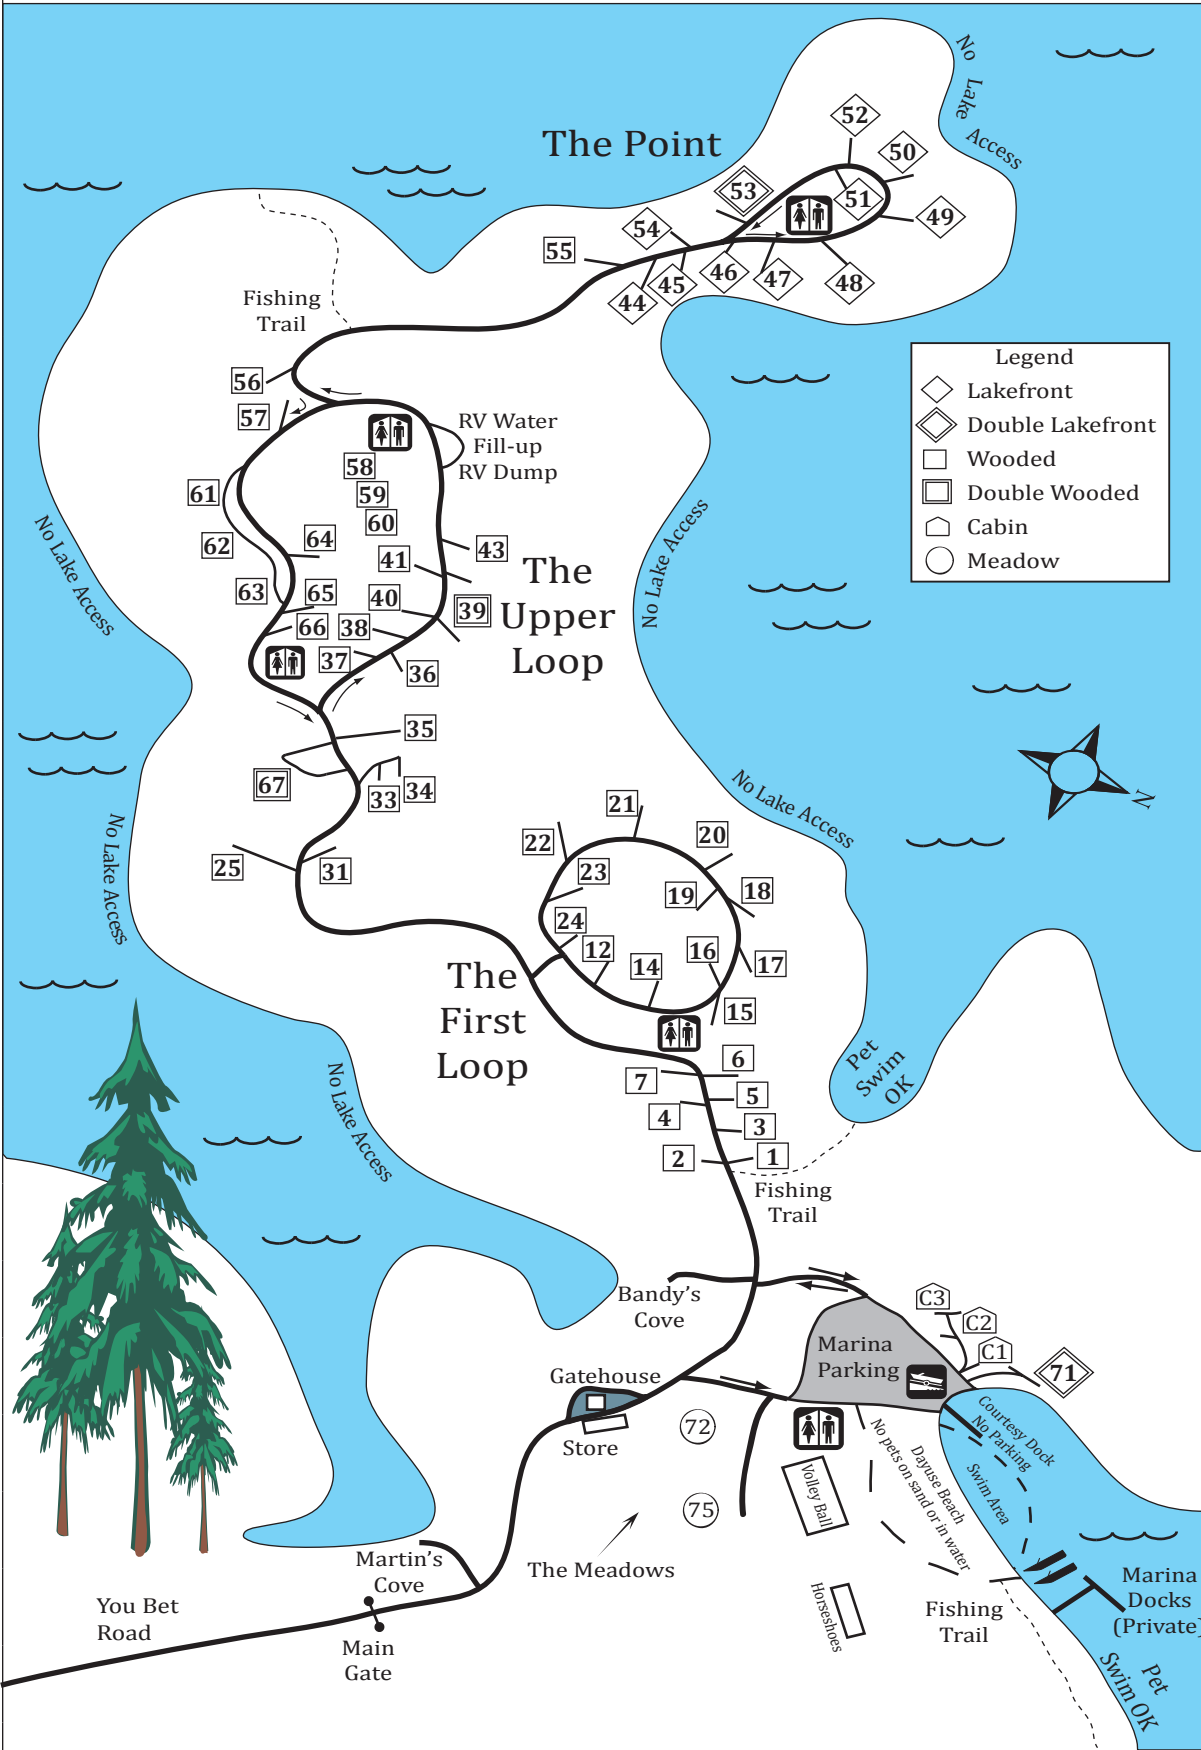 No Lake Access
The Point
52
50
53
51
49
54
55
46
47
48
45
44
Fishing
Trail
Legend
Lakefront
Double Lakefront
Wooded
Double Wooded
Cabin
Meadow
56
57
RV Water
Fill-up
RV Dump
58
59
60
61
62
64
41
43
63
65
40
39
66
38
37
36
The
Upper
Loop
No Lake Access
No Lake Access
35
67
33
34
N
No Lake Access
No Lake Access
21
22
20
25
31
23
19
18
24
12
14
16
17
15
The
First
Loop
6
7
5
4
3
2
1
Pet
Swim
OK
No Lake Access
Fishing
Trail
Bandy's
Cove
C3
C2
C1
71
Marina
Parking
Gatehouse
Store
72
75
Courtesy Dock
No Parking
Swim Area
Dayuse Beach
No pets on sand or in water
Volley Ball
Horseshoes
The Meadows
Martin's
Cove
You Bet
Road
Main
Gate
Fishing
Trail
Marina
Docks
(Private)
Pet
Swim OK